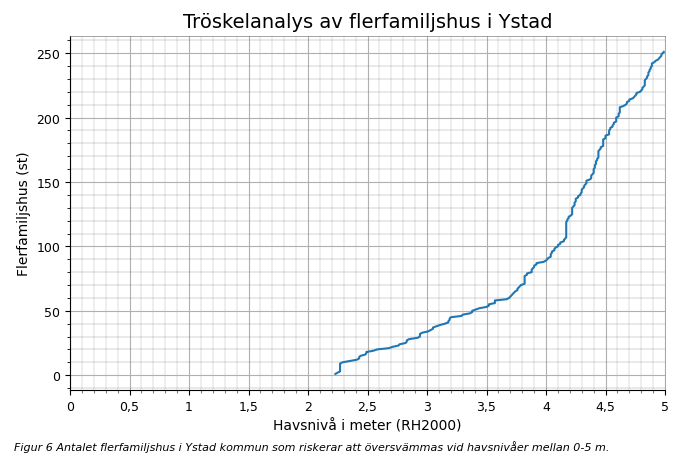 Tröskelanalys av flerfamiljshus i Ystad
Flerfamiljshus (st)
250
200
150
100
50
0
0 0,5 1 1,5 2 2,5 3 3,5 4 4,5 5
Havsnivå i meter (RH2000)
Figur 6 Antalet flerfamiljshus i Ystad kommun som riskerar att översvämmas vid havsnivåer mellan 0-5 m.